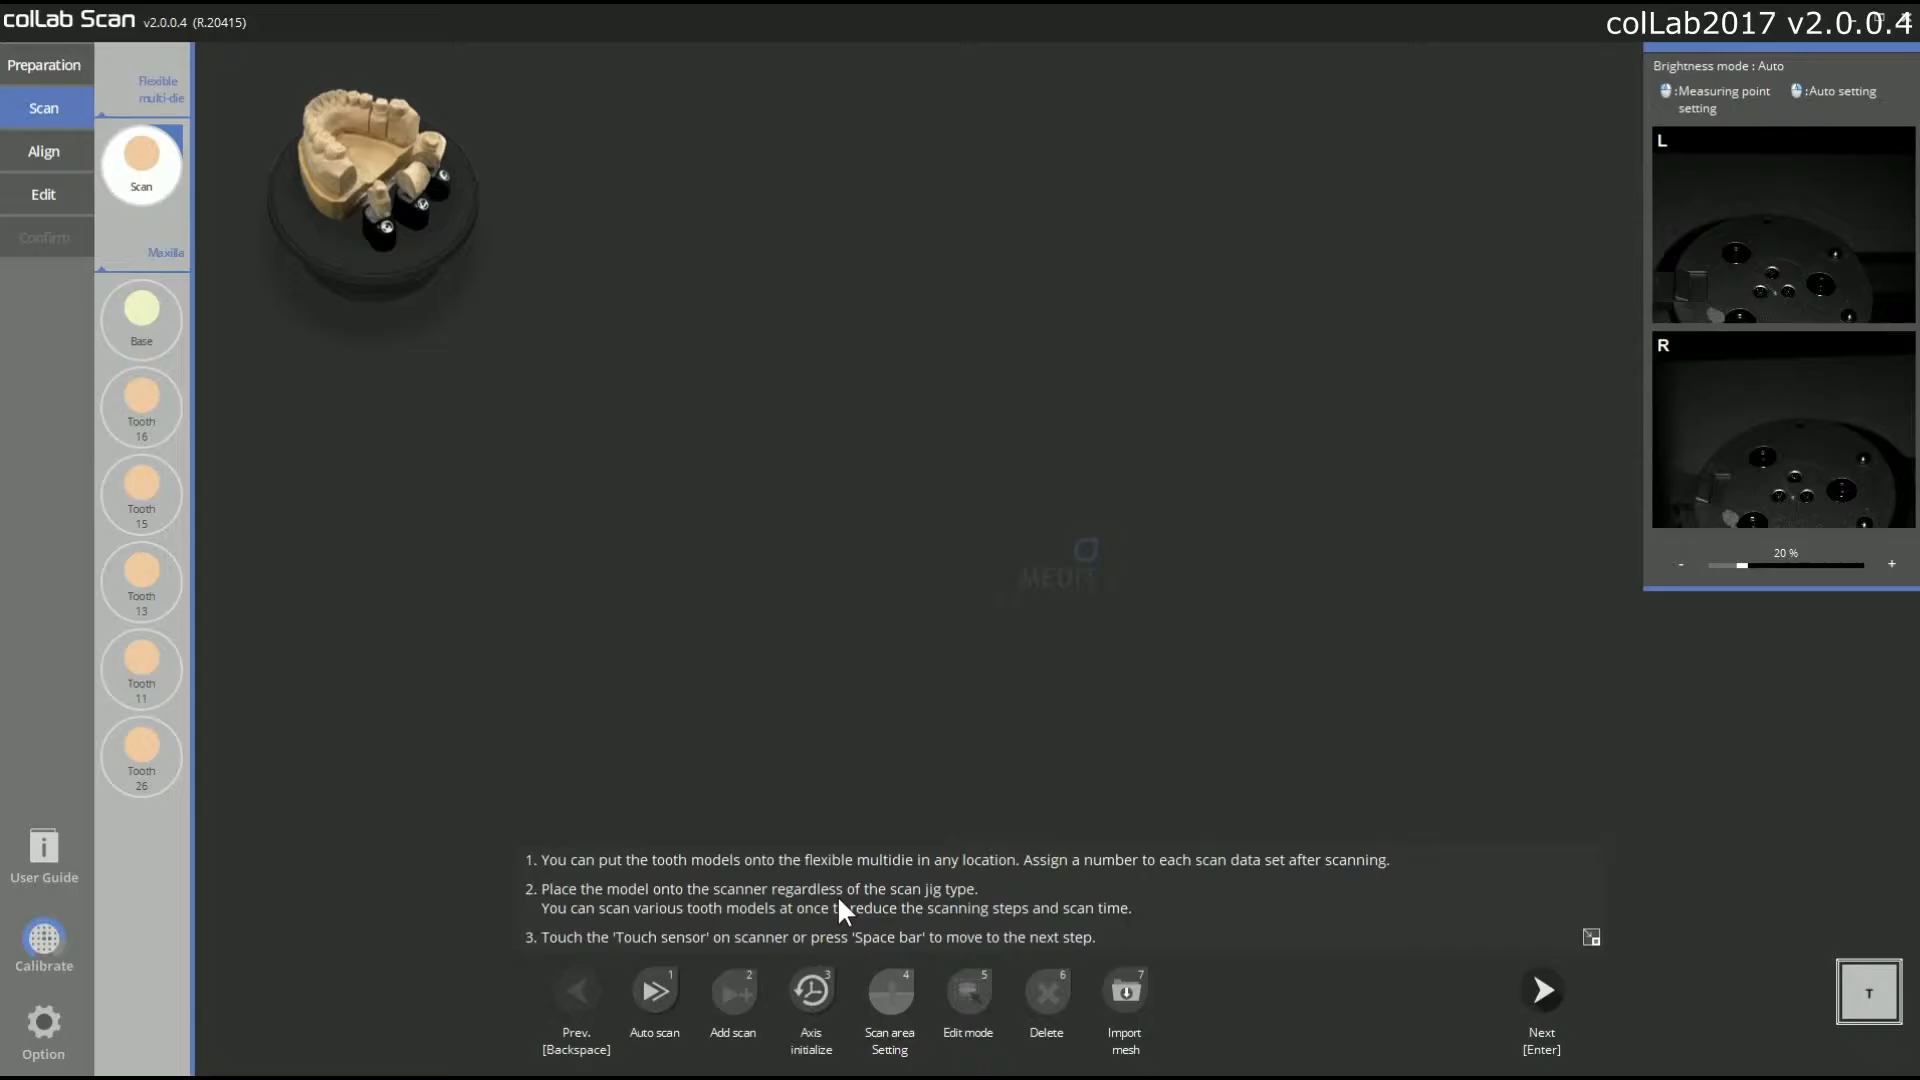 colLab Scan v2.0.0.4 (R.20415)
colLab2017 v2.0.0.4
Preparation
Scan
Align
Edit
Confirm
Flexible
multi-die
Scan
Maxilla
Base
Tooth
16
Tooth
15
Tooth
13
Tooth
11
Tooth
26
User Guide
Calibrate
Option
Brightness mode : Auto
:Measuring point
setting
:Auto setting
L
R
20 %
- +
MEDIT
1. You can put the tooth models onto the flexible multidie in any location. Assign a number to each scan data set after scanning.
2. Place the model onto the scanner regardless of the scan jig type.
You can scan various tooth models at once to reduce the scanning steps and scan time.
3. Touch the 'Touch sensor' on scanner or press 'Space bar' to move to the next step.
1 2 3 4 5 6 7
Prev.
[Backspace]
Auto scan
Add scan
Axis
initialize
Scan area
Setting
Edit mode
Delete
Import
mesh
Next
[Enter]
T